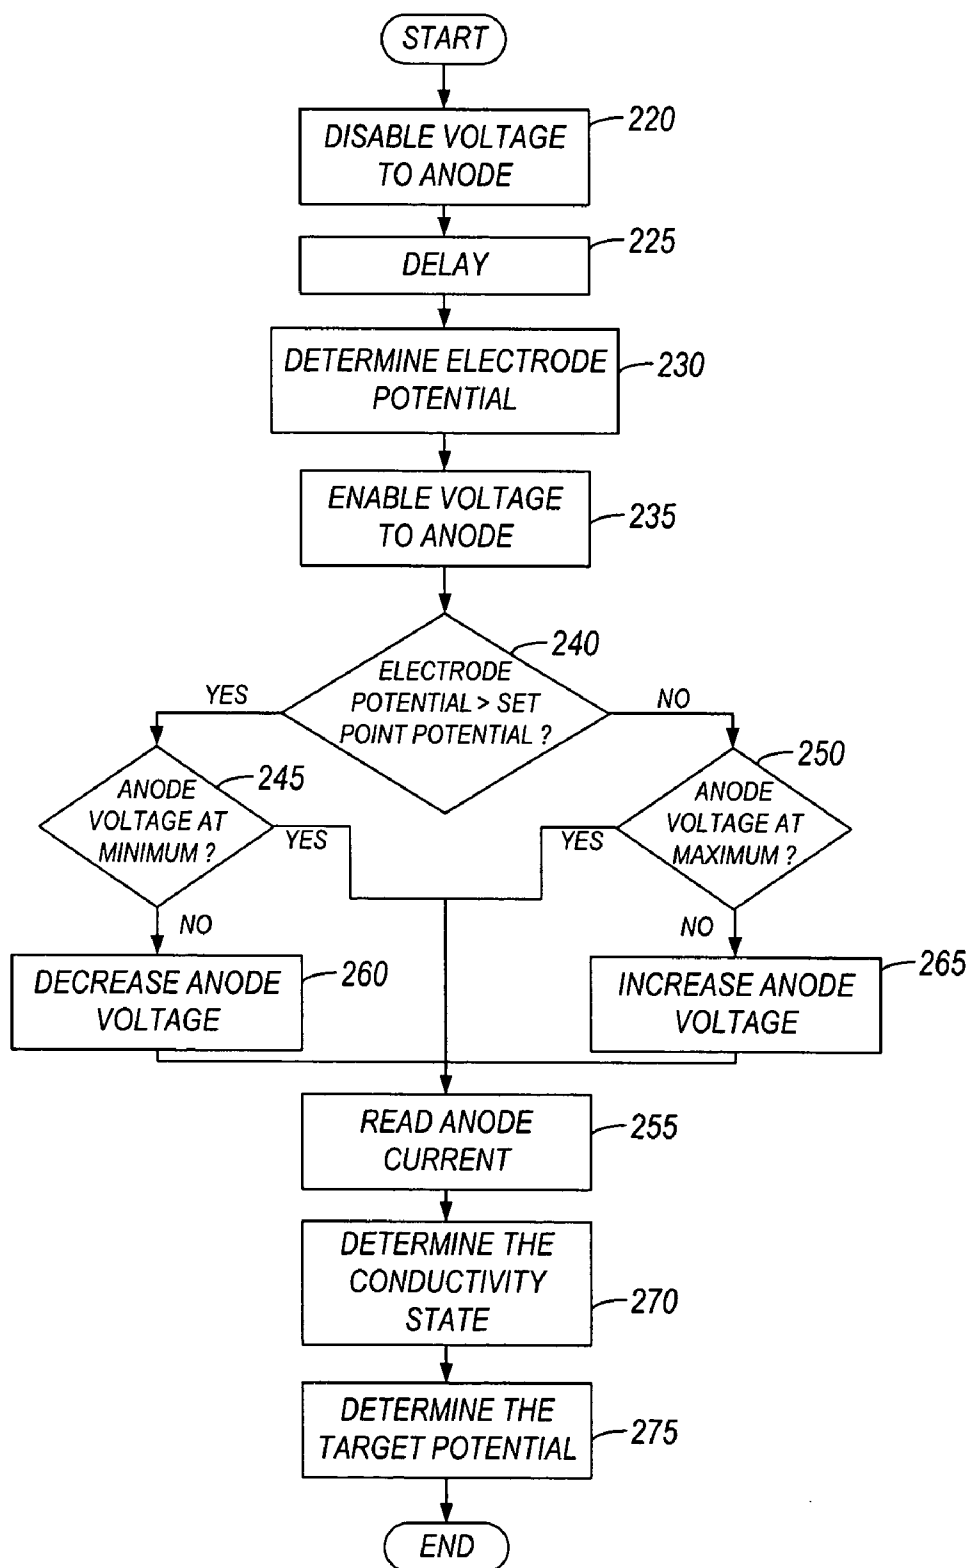 START
220
DISABLE VOLTAGE
TO ANODE
225
DELAY
DETERMINE ELECTRODE
POTENTIAL
230
ENABLE VOLTAGE
TO ANODE
235
240
ELECTRODE
POTENTIAL > SET
POINT POTENTIAL ?
YES
NO
245
ANODE
VOLTAGE AT
MINIMUM ?
YES
250
ANODE
VOLTAGE AT
MAXIMUM ?
YES
NO
NO
DECREASE ANODE
VOLTAGE
260
INCREASE ANODE
VOLTAGE
265
READ ANODE
CURRENT
255
DETERMINE THE
CONDUCTIVITY
STATE
270
DETERMINE THE
TARGET POTENTIAL
275
END